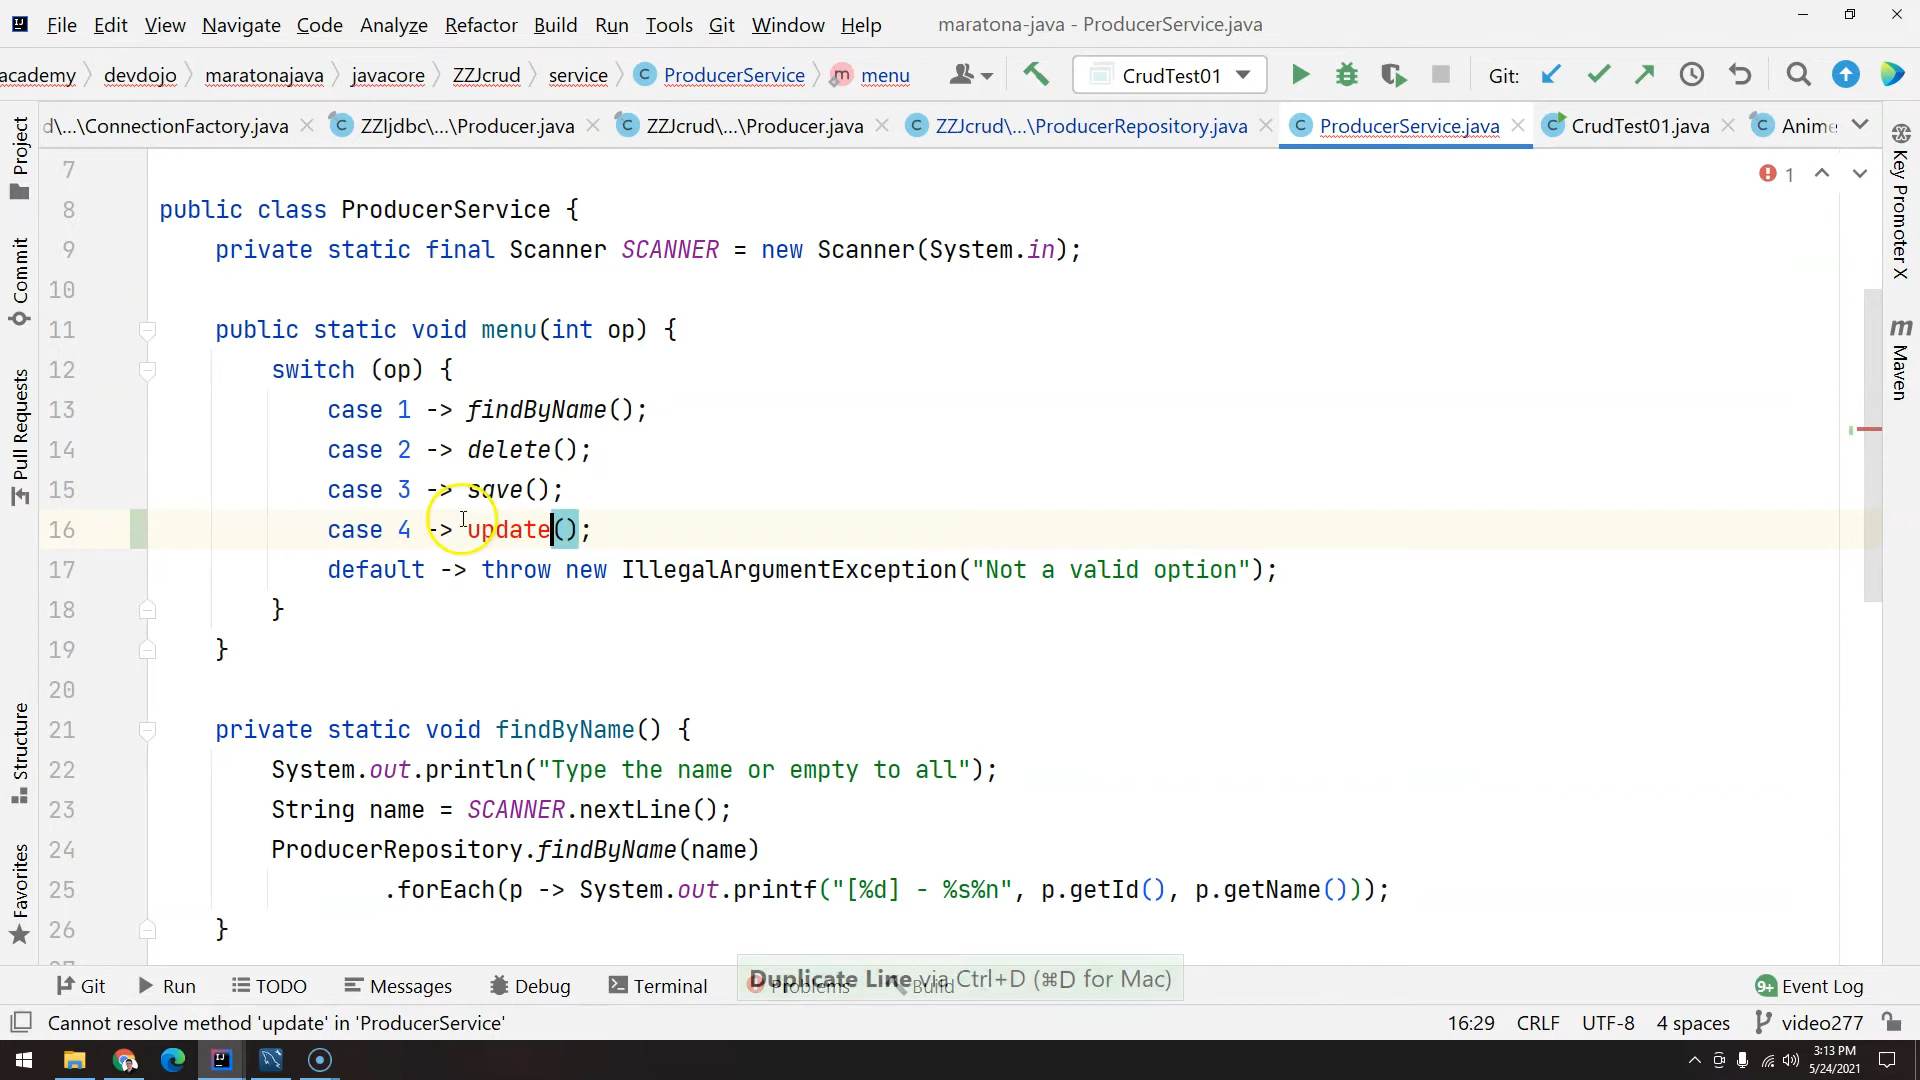 File Edit View Navigate Code Analyze Refactor Build Run Tools Git Window Help maratona-java - ProducerService.java
academy devdojo maratonajava javacore ZZJcrud service ProducerService menu CrudTest01 Git:
d\...\ConnectionFactory.java ZZIjdbc\...\Producer.java ZZJcrud\...\Producer.java ZZJcrud\...\ProducerRepository.java ProducerService.java CrudTest01.java Anime
Project
Commit
Pull Requests
Structure
Favorites
1
7
8 public class ProducerService {
9 private static final Scanner SCANNER = new Scanner(System.in);
10
11 public static void menu(int op) {
12 switch (op) {
13 case 1 -> findByName();
14 case 2 -> delete();
15 case 3 -> save();
16 case 4 -> update();
17 default -> throw new IllegalArgumentException("Not a valid option");
18 }
19 }
20
21 private static void findByName() {
22 System.out.println("Type the name or empty to all");
23 String name = SCANNER.nextLine();
24 ProducerRepository.findByName(name)
25 .forEach(p -> System.out.printf("[%d] - %s%n", p.getId(), p.getName()));
26 }
Key Promoter X
Maven
Git Run TODO Messages Debug Terminal Problems Build Event Log
Duplicate Line via Ctrl+D (⌘D for Mac)
9+
Cannot resolve method 'update' in 'ProducerService' 16:29 CRLF UTF-8 4 spaces video277
3:13 PM
5/24/2021